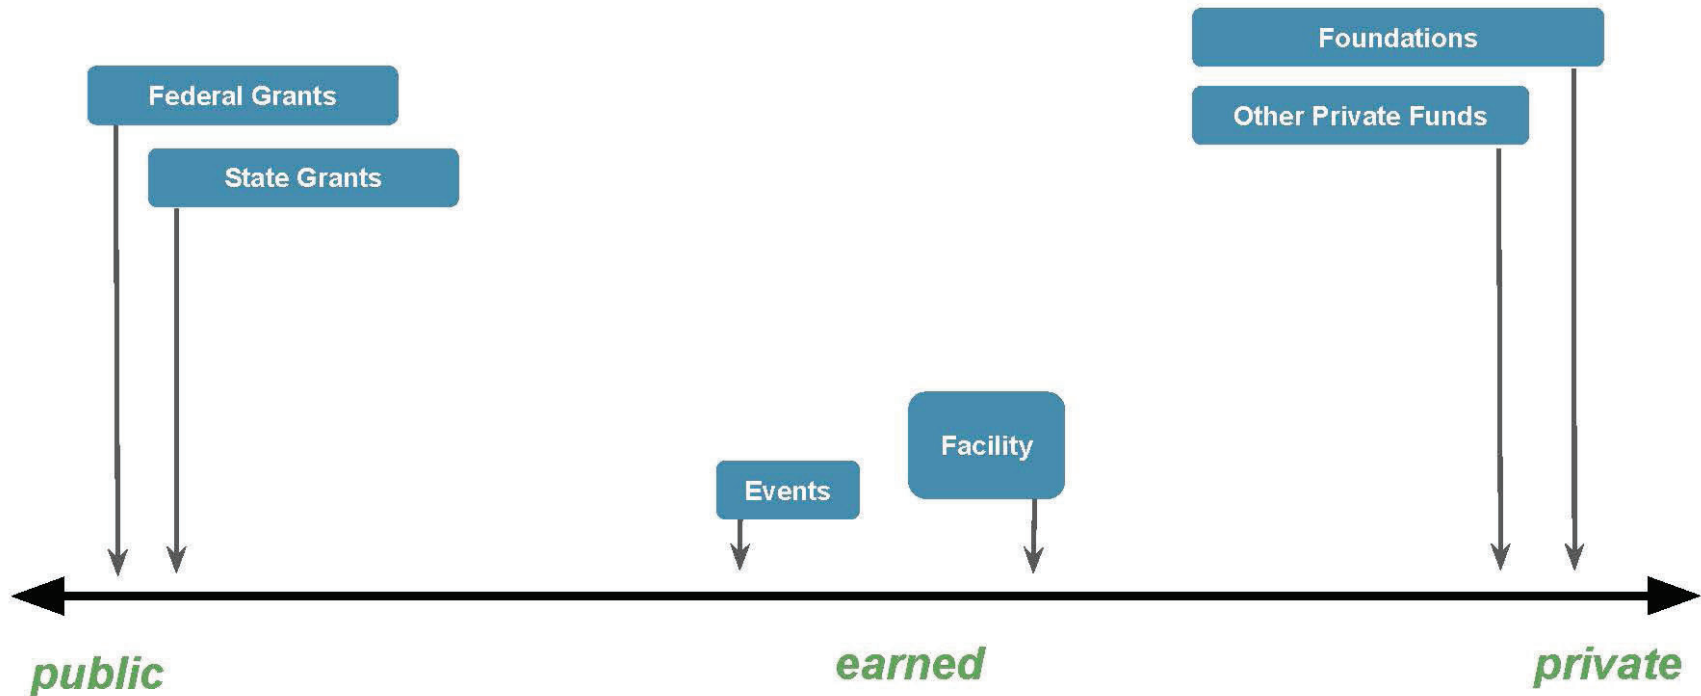 Foundations
Federal Grants
Other Private Funds
State Grants
Facility
Events
public
earned
private